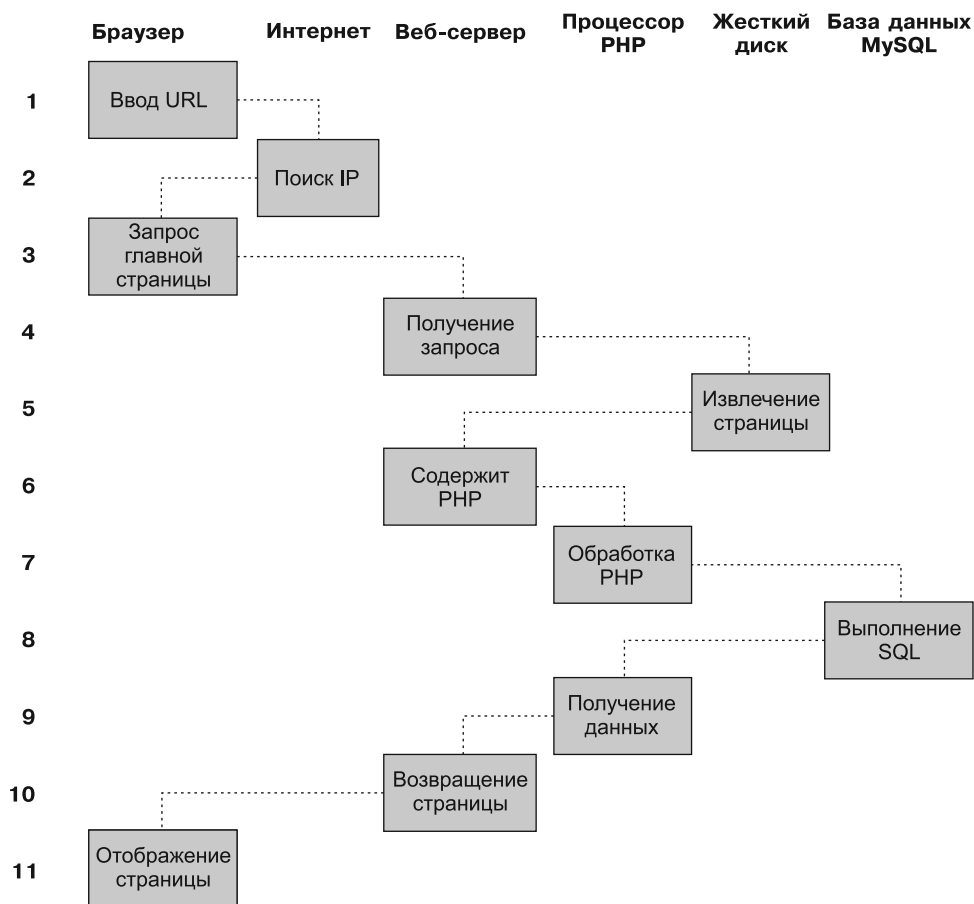 Браузер
Интернет
Веб-сервер
Процессор
PHP
Жесткий
диск
База данных
MySQL
1
Ввод URL
2
Поиск IP
3
Запрос
главной
страницы
4
Получение
запроса
5
Извлечение
страницы
6
Содержит
PHP
7
Обработка
PHP
8
Выполнение
SQL
9
Получение
данных
10
Возвращение
страницы
11
Отображение
страницы